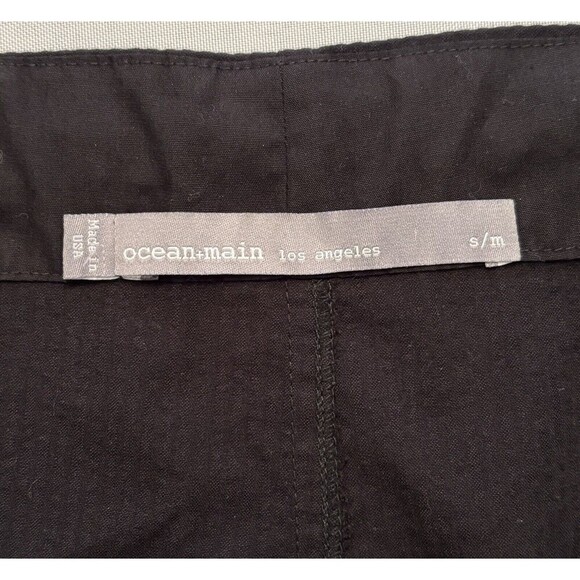 Made in
USA
ocean+main los angeles s/m